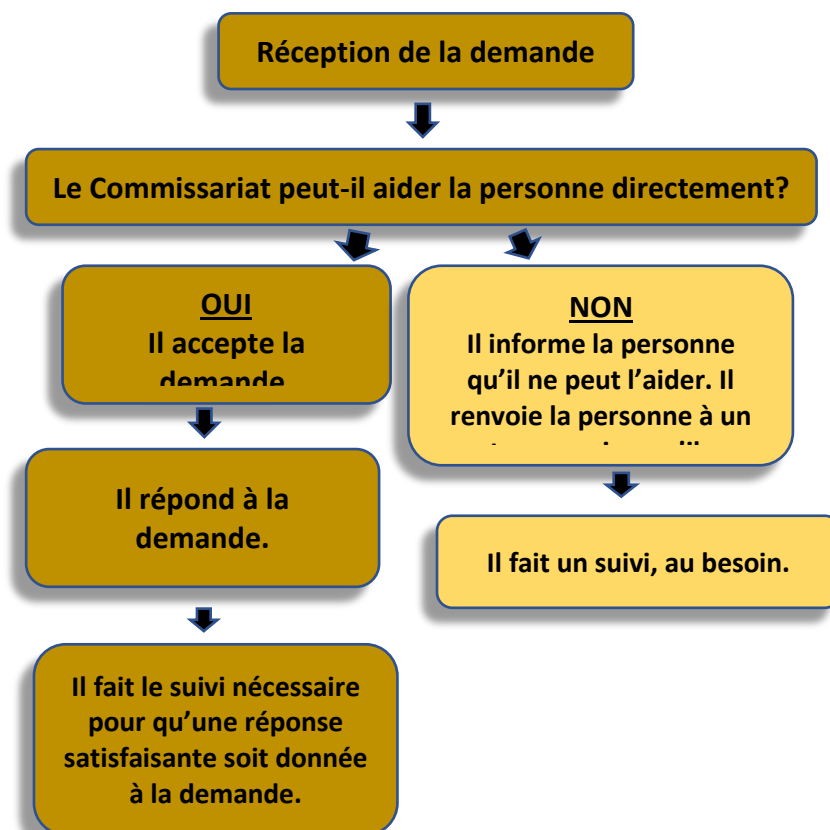 Réception de la demande
Le Commissariat peut-il aider la personne directement?
OUI
Il accepte la
demande
NON
Il informe la personne
qu’il ne peut l’aider. Il
renvoie la personne à un
Il répond à la
demande.
Il fait un suivi, au besoin.
Il fait le suivi nécessaire
pour qu’une réponse
satisfaisante soit donnée
à la demande.